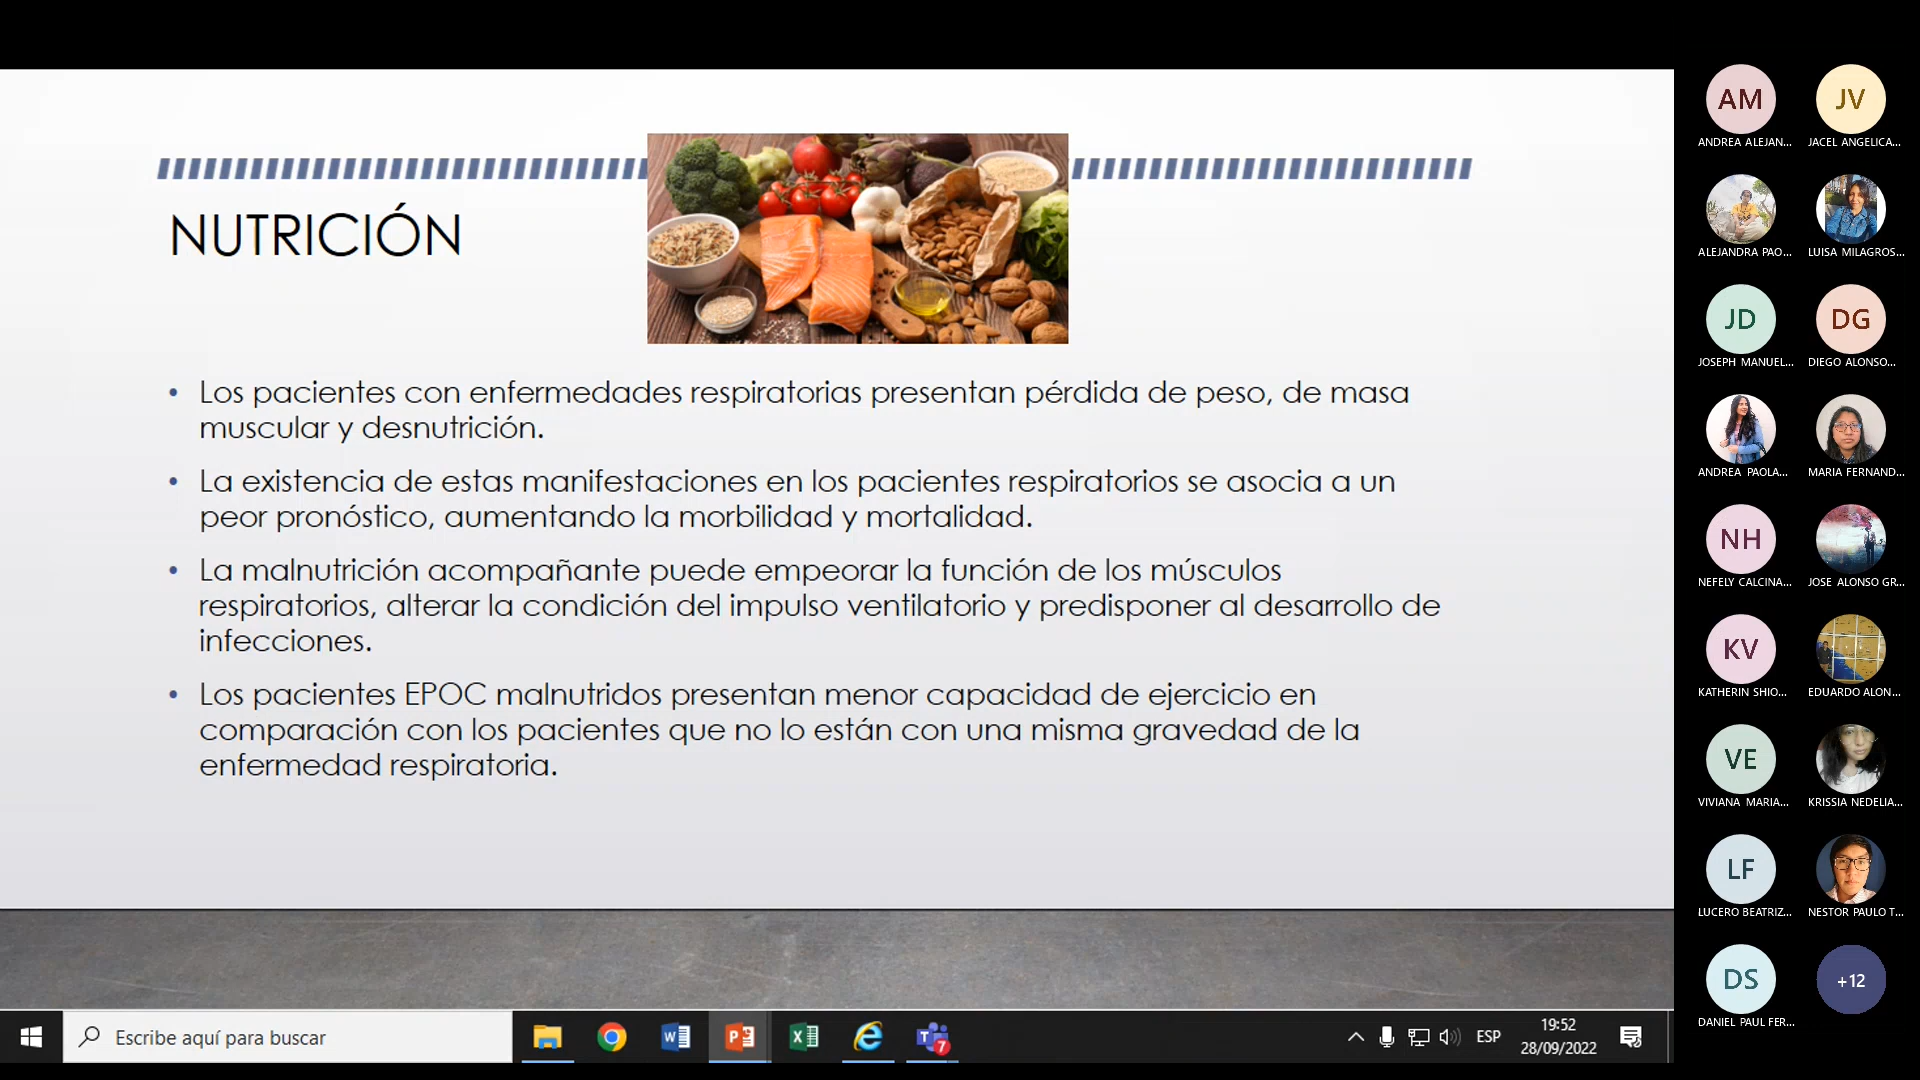 NUTRICIÓN
• Los pacientes con enfermedades respiratorias presentan pérdida de peso, de masa
muscular y desnutrición.
• La existencia de estas manifestaciones en los pacientes respiratorios se asocia a un
peor pronóstico, aumentando la morbilidad y mortalidad.
• La malnutrición acompañante puede empeorar la función de los músculos
respiratorios, alterar la condición del impulso ventilatorio y predisponer al desarrollo de
infecciones.
• Los pacientes EPOC malnutridos presentan menor capacidad de ejercicio en
comparación con los pacientes que no lo están con una misma gravedad de la
enfermedad respiratoria.
AM
JV
ANDREA ALEJAN...
JACEL ANGELICA...
ALEJANDRA PAO...
LUISA MILAGROS...
JD
DG
JOSEPH MANUEL...
DIEGO ALONSO...
ANDREA PAOLA...
MARIA FERNAND...
NH
NEFELY CALCINA...
JOSE ALONSO GR...
KV
KATHERIN SHIO...
EDUARDO ALON...
VE
VIVIANA MARIA...
KRISSIA NEDELIA...
LF
LUCERO BEATRIZ...
NESTOR PAULO T...
DS
+12
DANIEL PAUL FER...
Escribe aquí para buscar
7
ESP
19:52
28/09/2022